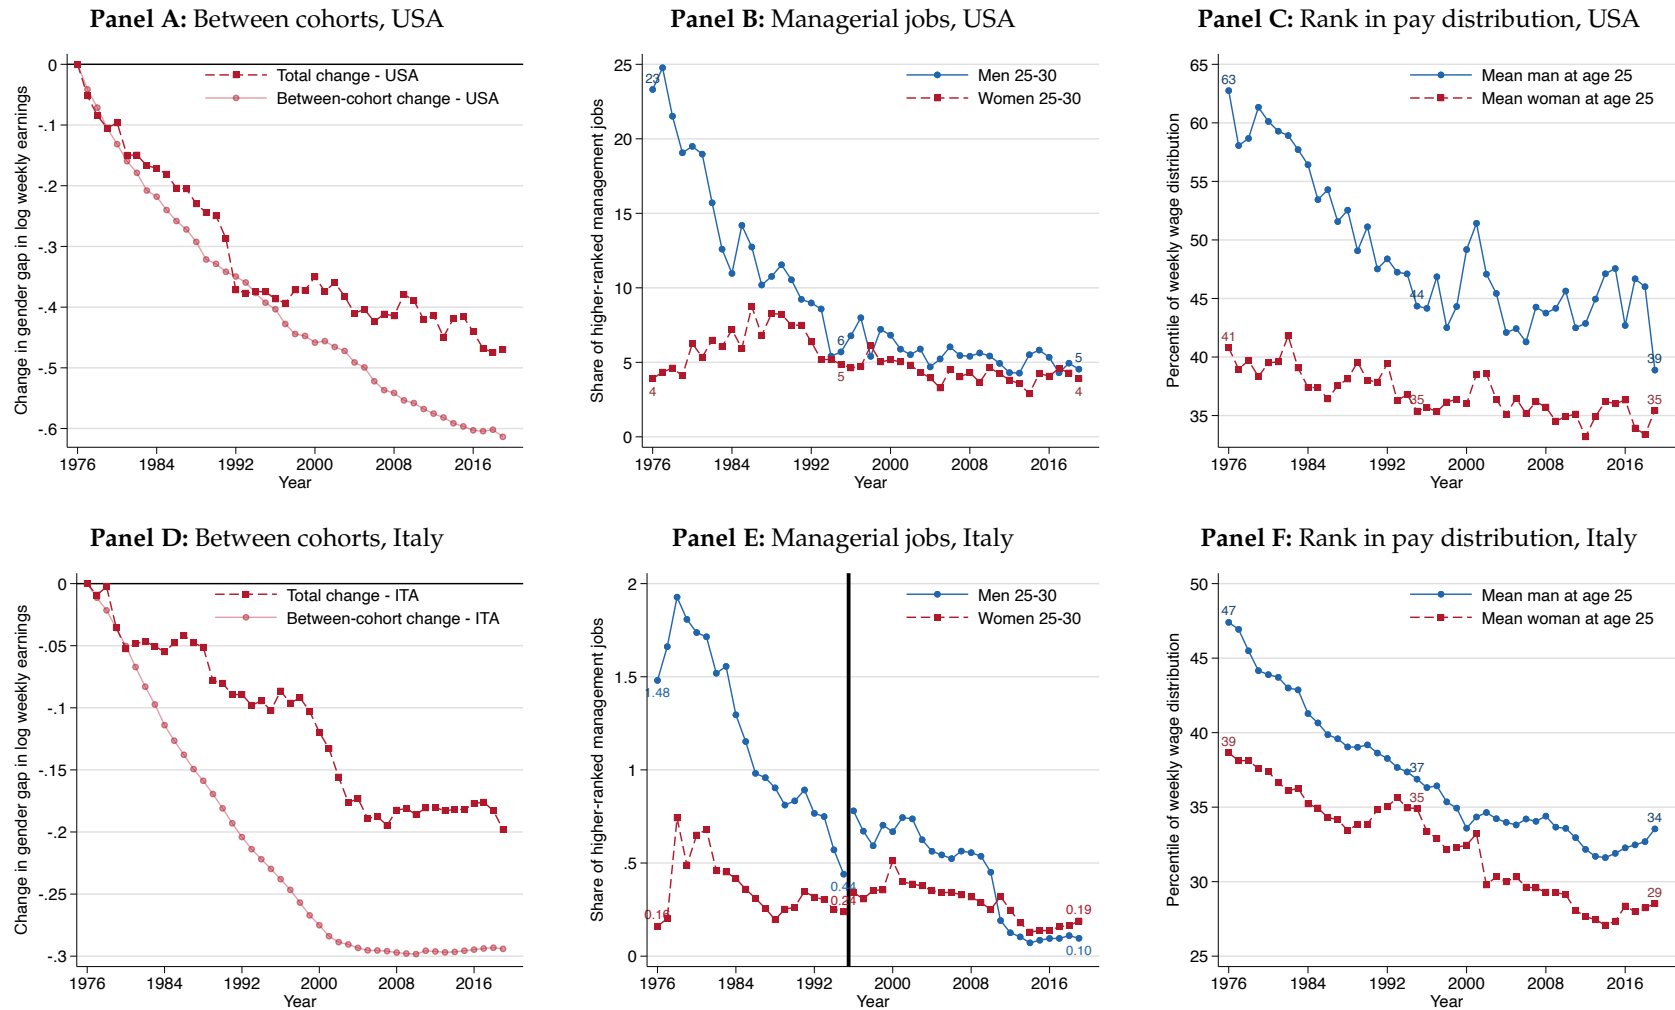 Panel A: Between cohorts, USA
Change in gender gap in log weekly earnings
0
-.1
-.2
-.3
-.4
-.5
-.6
Total change - USA
Between-cohort change - USA
1976 1984 1992 2000 2008 2016
Year
Panel B: Managerial jobs, USA
Share of higher-ranked management jobs
25
20
15
10
5
0
Men 25-30
Women 25-30
23
4
6
5
5
4
1976 1984 1992 2000 2008 2016
Year
Panel C: Rank in pay distribution, USA
Percentile of weekly wage distribution
65
60
55
50
45
40
35
Mean man at age 25
Mean woman at age 25
63
41
44
35
39
35
1976 1984 1992 2000 2008 2016
Year
Panel D: Between cohorts, Italy
Change in gender gap in log weekly earnings
0
-.05
-.1
-.15
-.2
-.25
-.3
Total change - ITA
Between-cohort change - ITA
1976 1984 1992 2000 2008 2016
Year
Panel E: Managerial jobs, Italy
Share of higher-ranked management jobs
2
1.5
1
.5
0
Men 25-30
Women 25-30
1.48
0.16
0.44
0.24
0.19
0.10
1976 1984 1992 2000 2008 2016
Year
Panel F: Rank in pay distribution, Italy
Percentile of weekly wage distribution
50
45
40
35
30
25
Mean man at age 25
Mean woman at age 25
47
39
37
35
34
29
1976 1984 1992 2000 2008 2016
Year